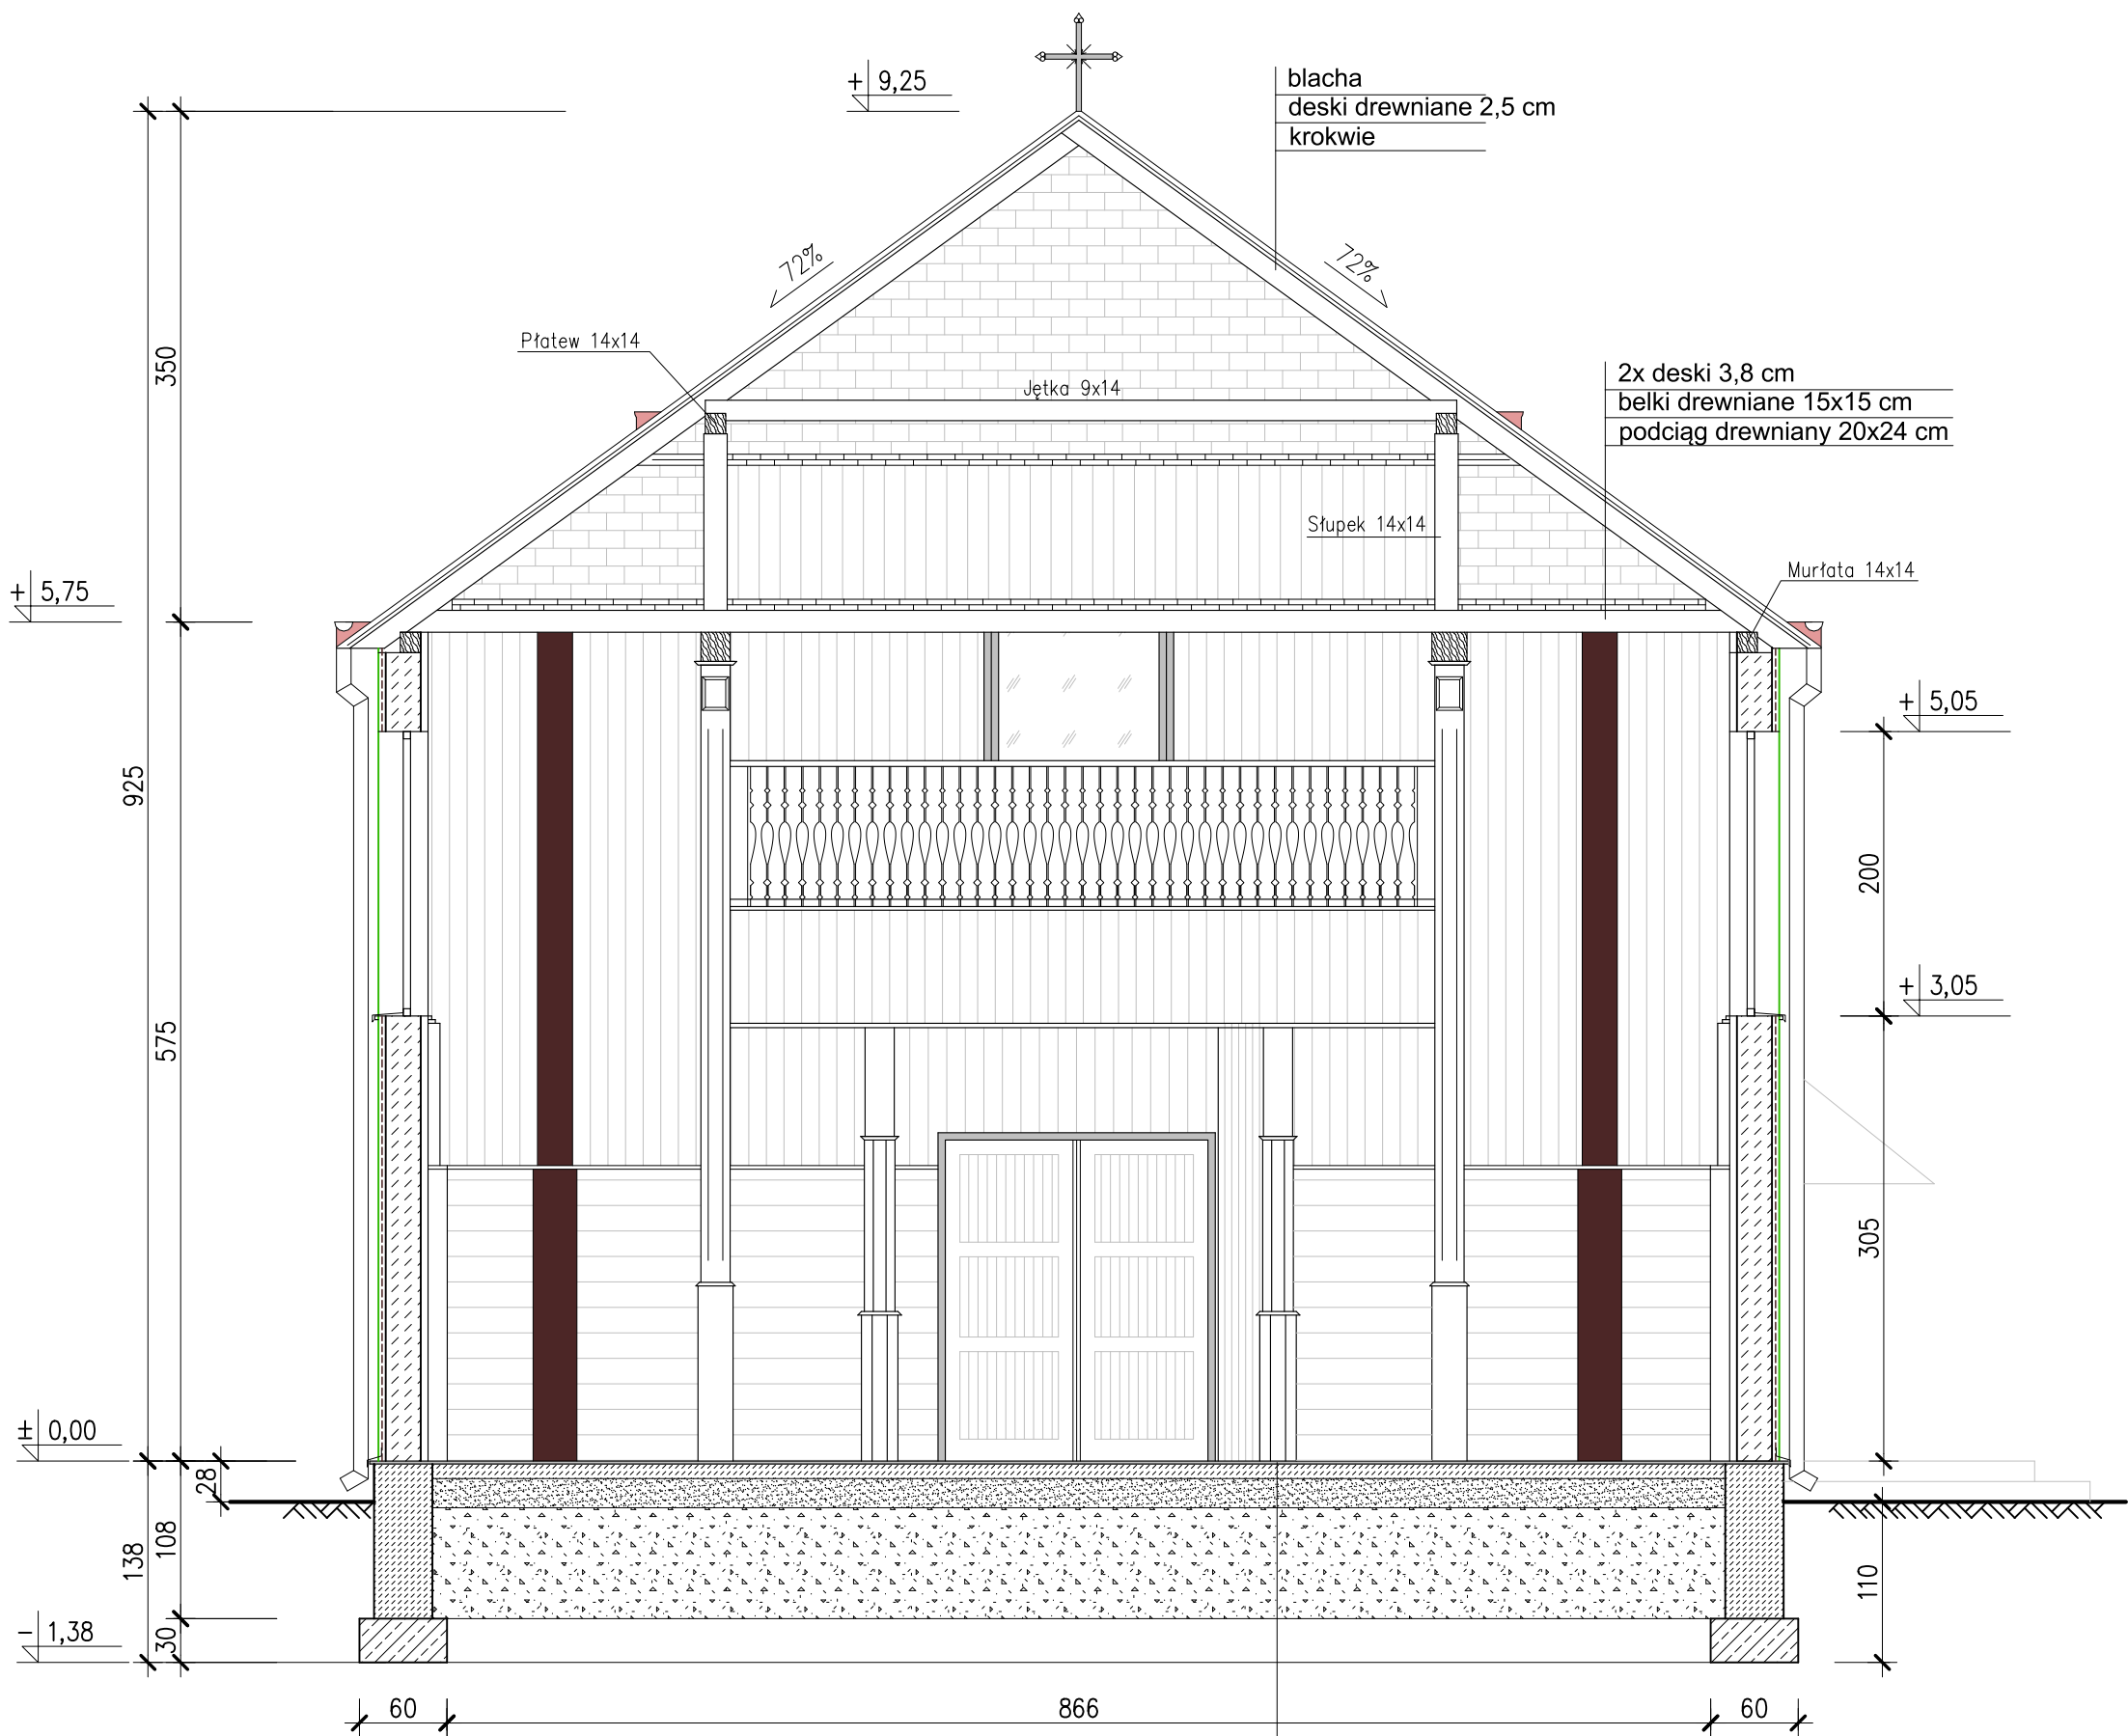 + 9,25
blacha
deski drewniane 2,5 cm
krokwie
72%
72%
Płatew 14x14
350
Jętka 9x14
2x deski 3,8 cm
belki drewniane 15x15 cm
podciąg drewniany 20x24 cm
Słupek 14x14
Murłata 14x14
+ 5,75
+ 5,05
925
200
+ 3,05
575
305
± 0,00
28
138
108
110
- 1,38
30
60
866
60